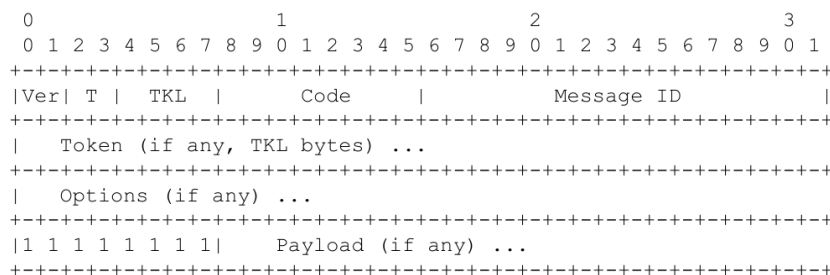 0                   1                   2                   3
 0 1 2 3 4 5 6 7 8 9 0 1 2 3 4 5 6 7 8 9 0 1 2 3 4 5 6 7 8 9 0 1
+-+-+-+-+-+-+-+-+-+-+-+-+-+-+-+-+-+-+-+-+-+-+-+-+-+-+-+-+-+-+-+-+
|Ver| T |  TKL  |      Code     |          Message ID           |
+-+-+-+-+-+-+-+-+-+-+-+-+-+-+-+-+-+-+-+-+-+-+-+-+-+-+-+-+-+-+-+-+
|   Token (if any, TKL bytes) ...
+-+-+-+-+-+-+-+-+-+-+-+-+-+-+-+-+-+-+-+-+-+-+-+-+-+-+-+-+-+-+-+-+
|   Options (if any) ...
+-+-+-+-+-+-+-+-+-+-+-+-+-+-+-+-+-+-+-+-+-+-+-+-+-+-+-+-+-+-+-+-+
|1 1 1 1 1 1 1 1|    Payload (if any) ...
+-+-+-+-+-+-+-+-+-+-+-+-+-+-+-+-+-+-+-+-+-+-+-+-+-+-+-+-+-+-+-+-+